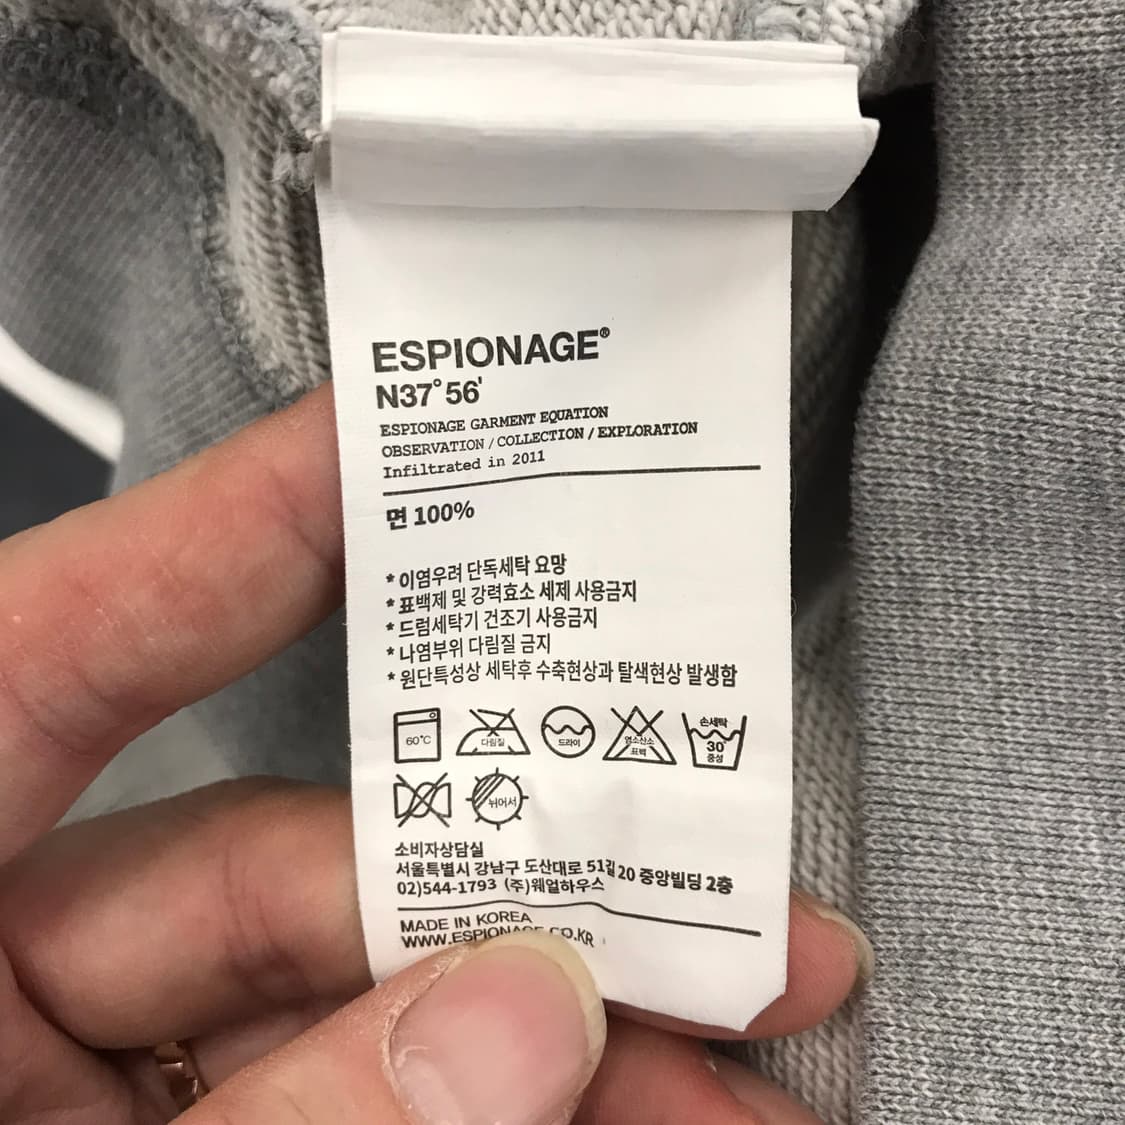 ESPIONAGE®
N37°56'
ESPIONAGE GARMENT EQUATION
OBSERVATION / COLLECTION / EXPLORATION
Infiltrated in 2011
면 100%
* 이염우려 단독세탁 요망
* 표백제 및 강력효소 세제 사용금지
* 드럼세탁기 건조기 사용금지
* 나염부위 다림질 금지
* 원단특성상 세탁후 수축현상과 탈색현상 발생함
60°C
다림질
드라이
염소산소
표백
손세탁
30°
중성
뉘어서
소비자상담실
서울특별시 강남구 도산대로 51길 20 중앙빌딩 2층
02)544-1793 (주)웨얼하우스
MADE IN KOREA
WWW.ESPIONAGE.CO.KR